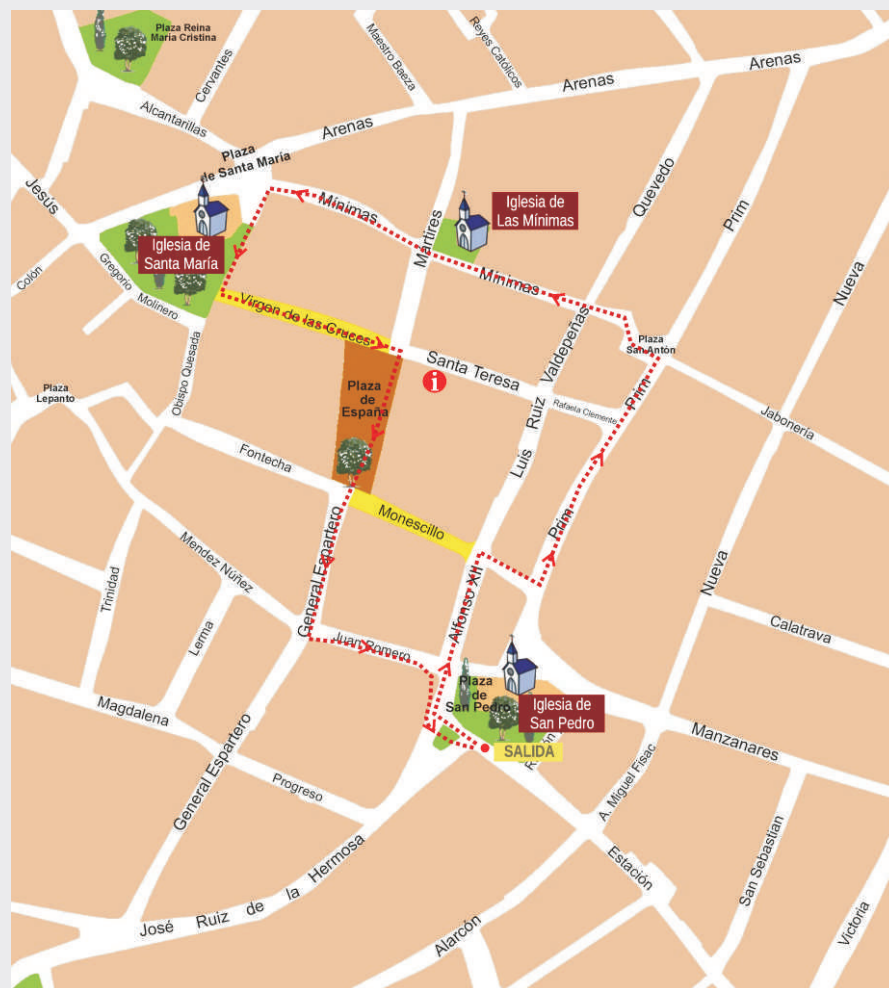 Plaza Reina
María Cristina
Cervantes
Maestro Baeza
Reyes Católicos
Arenas
Arenas
Alcantarillas
Arenas
Plaza
de Santa María
Jesús
Mínimas
Iglesia de
Las Mínimas
Quevedo
Prim
Nueva
Iglesia de
Santa María
Martires
Mínimas
Colón
Gregorio
Molinero
Virgen de las Cruces
Plaza
San Antón
Obispo Quesada
Santa Teresa
Valdepeñas
Ruiz
Luis
Rafaela Clemente
Prim
Jabonería
i
Plaza
de
España
Plaza
Lepanto
Fontecha
Monescillo
Prim
Nueva
Mendez Núñez
General Espartero
Alfonso XII
Trinidad
Lerma
Juan Romero
Calatrava
Plaza
de
San Pedro
Iglesia de
San Pedro
SALIDA
Magdalena
General Espartero
Manzanares
A. Miguel Fisac
Progreso
Estación
San Sebastian
José Ruiz de la Hermosa
Alarcón
Victoria